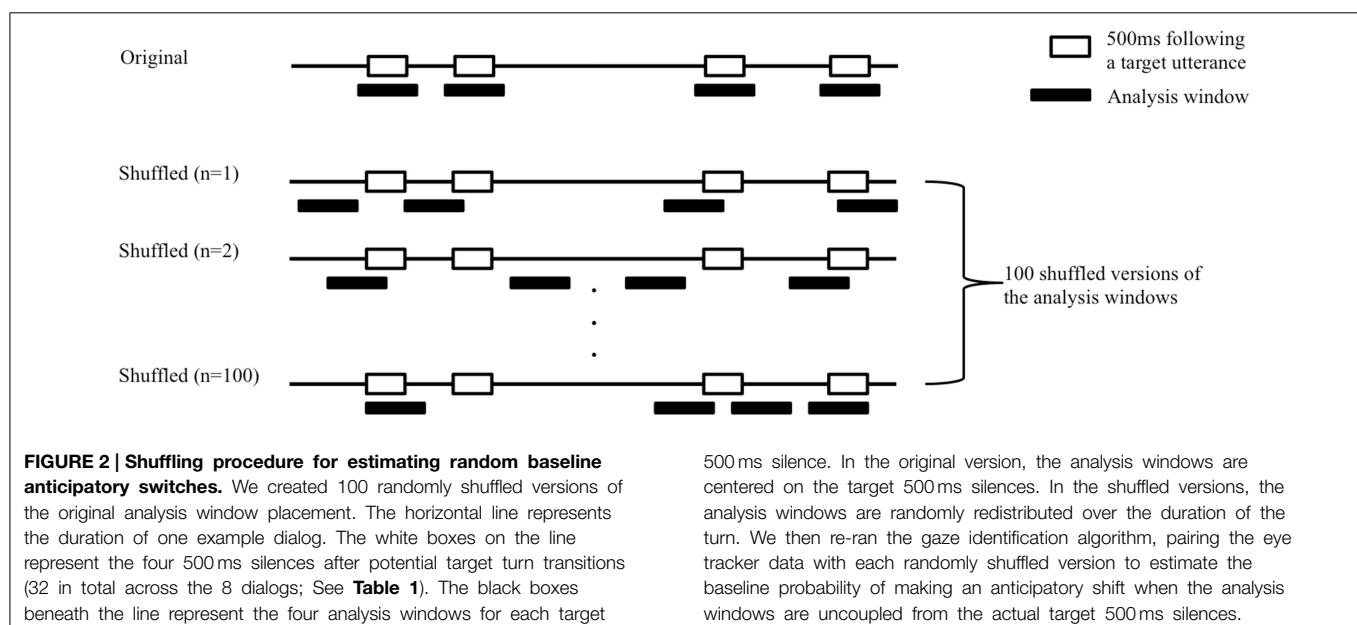 Original
500ms following
a target utterance
Analysis window
Shuffled (n=1)
Shuffled (n=2)
100 shuffled versions of
the analysis windows
Shuffled (n=100)
FIGURE 2 | Shuffling procedure for estimating random baseline
anticipatory switches. We created 100 randomly shuffled versions of
the original analysis window placement. The horizontal line represents
the duration of one example dialog. The white boxes on the line
represent the four 500 ms silences after potential target turn transitions
(32 in total across the 8 dialogs; See Table 1). The black boxes
beneath the line represent the four analysis windows for each target
500 ms silence. In the original version, the analysis windows are
centered on the target 500 ms silences. In the shuffled versions, the
analysis windows are randomly redistributed over the duration of the
turn. We then re-ran the gaze identification algorithm, pairing the eye
tracker data with each randomly shuffled version to estimate the
baseline probability of making an anticipatory shift when the analysis
windows are uncoupled from the actual target 500 ms silences.